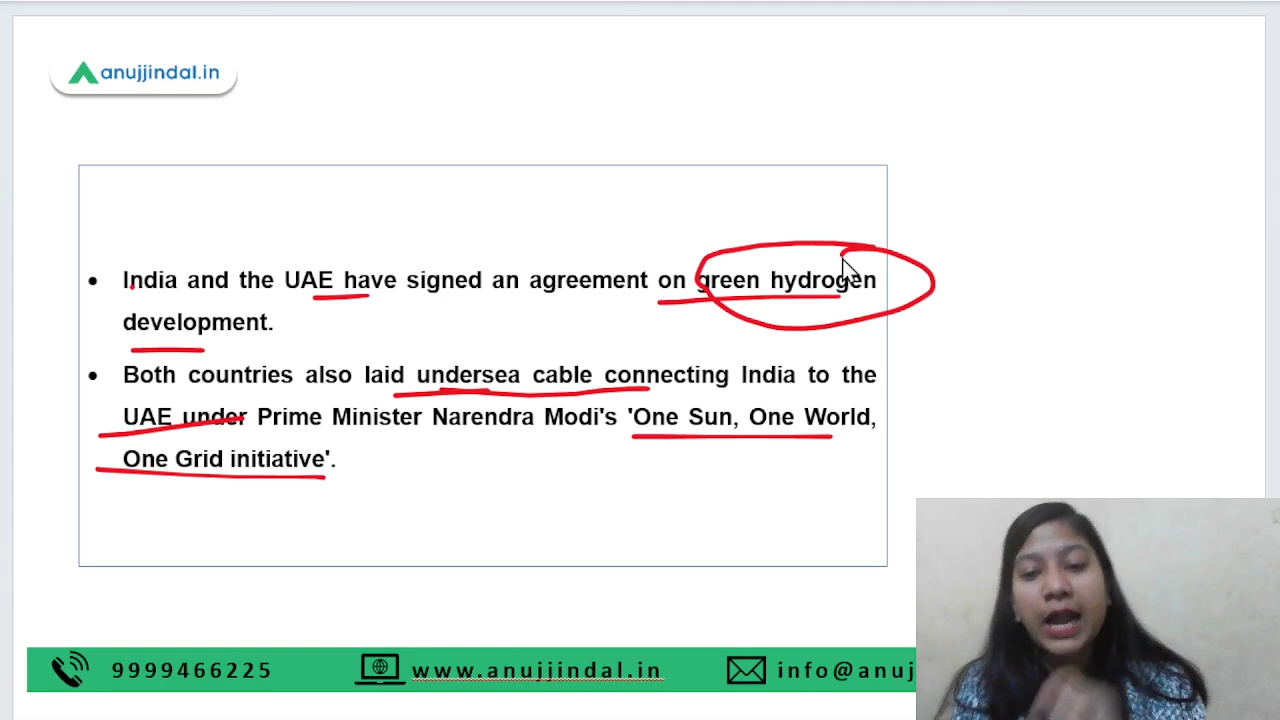 anujjindal.in
• India and the UAE have signed an agreement on green hydrogen
development.
• Both countries also laid undersea cable connecting India to the
UAE under Prime Minister Narendra Modi's 'One Sun, One World,
One Grid initiative'.
9999466225 www.anujjindal.in info@anuj